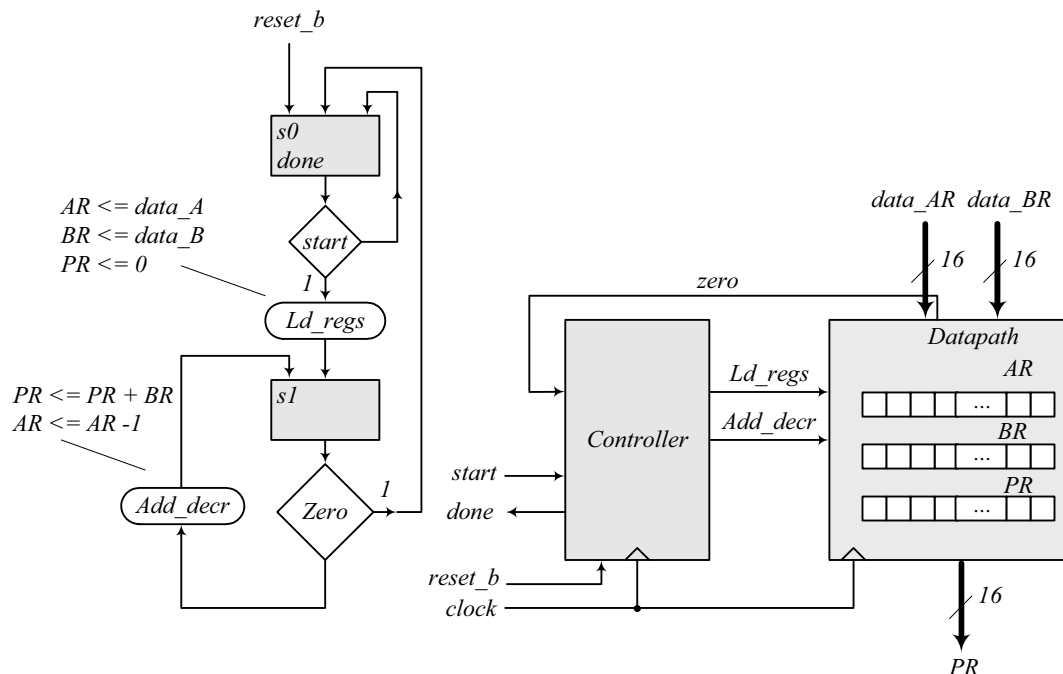 reset_b
s0
done
AR <= data_A
BR <= data_B
PR <= 0
start
1
Ld_regs
s1
PR <= PR + BR
AR <= AR -1
Add_decr
Zero
1
data_AR
data_BR
16
16
zero
Datapath
AR
...
BR
...
PR
...
Ld_regs
Add_decr
Controller
start
done
reset_b
clock
16
PR